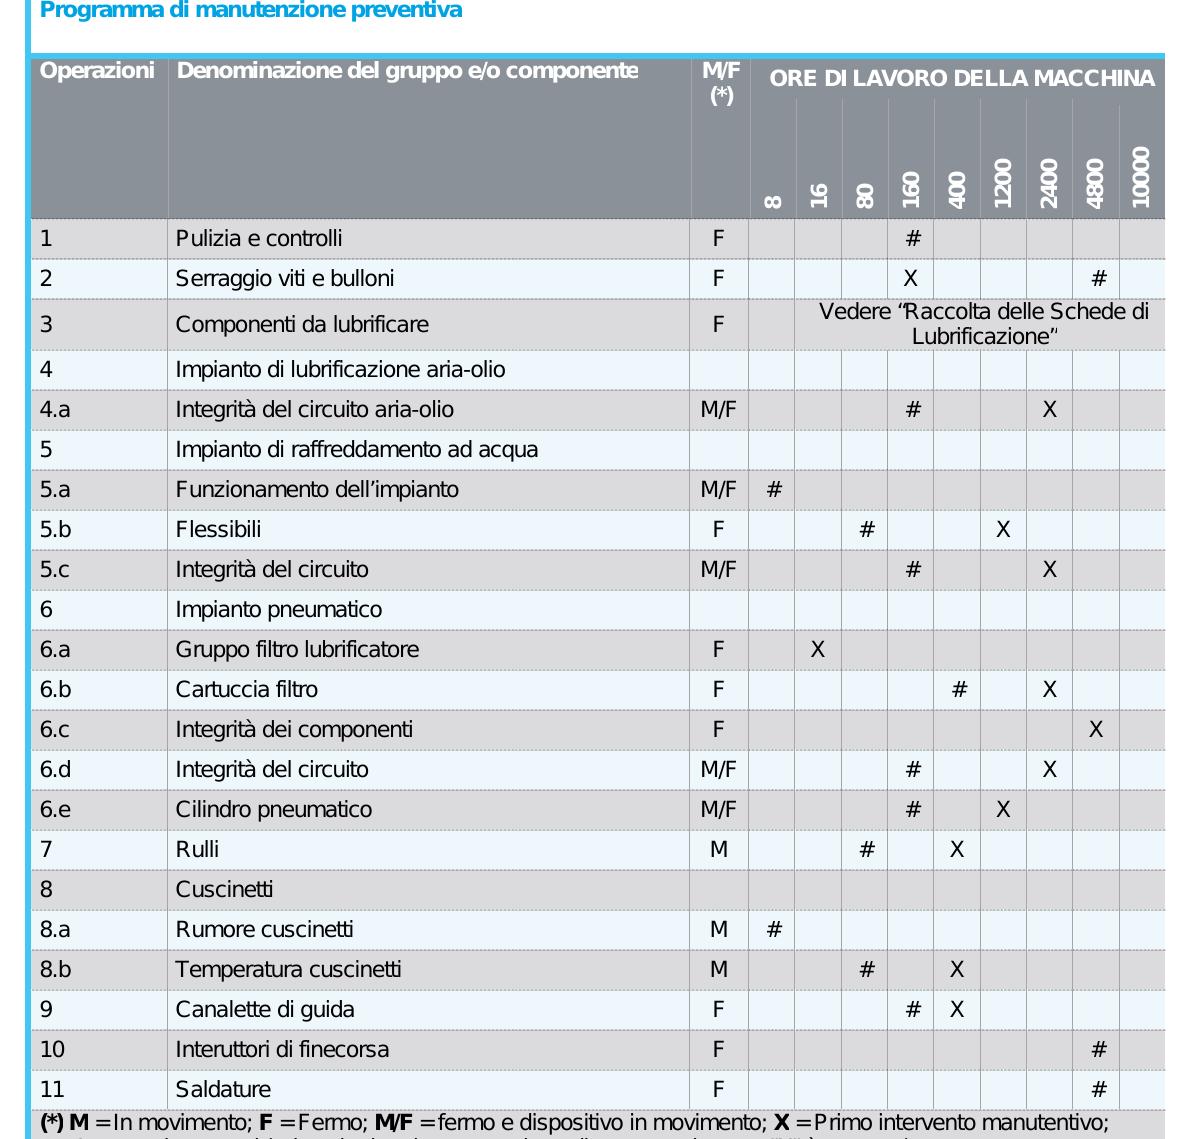 Programma di manutenzione preventiva
Operazioni Denominazione del gruppo e/o componente M/F (*) ORE DI LAVORO DELLA MACCHINA
8 16 80 160 400 1200 2400 4800 10000
1 Pulizia e controlli F #
2 Serraggio viti e bulloni F X #
3 Componenti da lubrificare F Vedere “Raccolta delle Schede di
Lubrificazione”
4 Impianto di lubrificazione aria-olio
4.a Integrità del circuito aria-olio M/F # X
5 Impianto di raffreddamento ad acqua
5.a Funzionamento dell’impianto M/F #
5.b Flessibili F # X
5.c Integrità del circuito M/F # X
6 Impianto pneumatico
6.a Gruppo filtro lubrificatore F X
6.b Cartuccia filtro F # X
6.c Integrità dei componenti F X
6.d Integrità del circuito M/F # X
6.e Cilindro pneumatico M/F # X
7 Rulli M # X
8 Cuscinetti
8.a Rumore cuscinetti M #
8.b Temperatura cuscinetti M # X
9 Canalette di guida F # X
10 Interuttori di finecorsa F #
11 Saldature F #
(*) M = In movimento; F = Fermo; M/F = fermo e dispositivo in movimento; X = Primo intervento manutentivo;